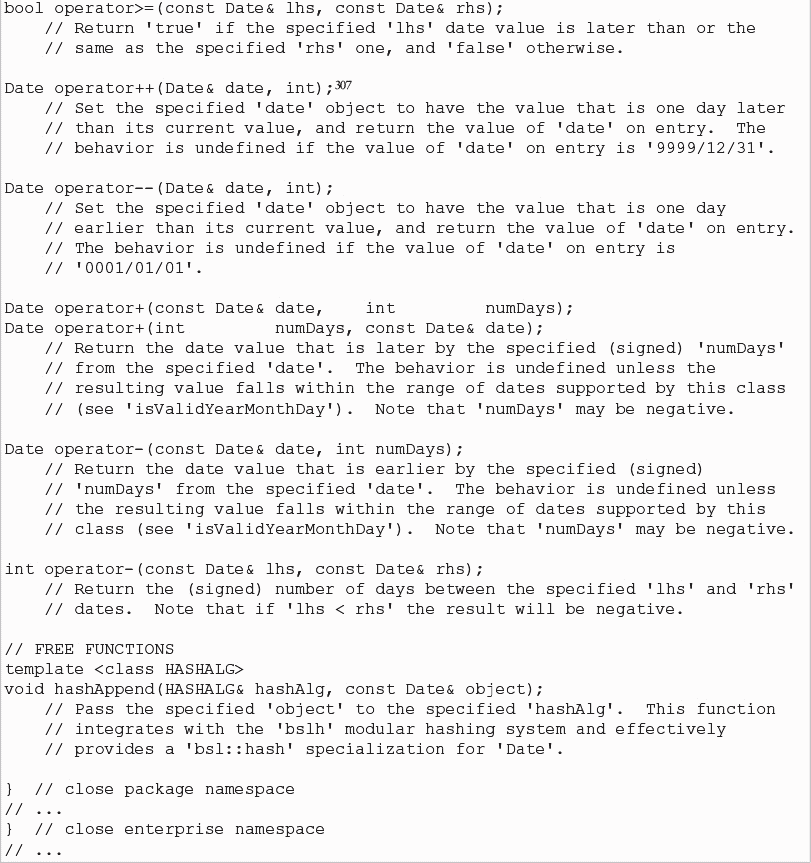 bool operator>=(const Date& lhs, const Date& rhs);
    // Return 'true' if the specified 'lhs' date value is later than or the
    // same as the specified 'rhs' one, and 'false' otherwise.

Date operator++(Date& date, int);307
    // Set the specified 'date' object to have the value that is one day later
    // than its current value, and return the value of 'date' on entry.  The
    // behavior is undefined if the value of 'date' on entry is '9999/12/31'.

Date operator--(Date& date, int);
    // Set the specified 'date' object to have the value that is one day
    // earlier than its current value, and return the value of 'date' on entry.
    // The behavior is undefined if the value of 'date' on entry is
    // '0001/01/01'.

Date operator+(const Date& date,    int         numDays);
Date operator+(int         numDays, const Date& date);
    // Return the date value that is later by the specified (signed) 'numDays'
    // from the specified 'date'.  The behavior is undefined unless the
    // resulting value falls within the range of dates supported by this class
    // (see 'isValidYearMonthDay').  Note that 'numDays' may be negative.

Date operator-(const Date& date, int numDays);
    // Return the date value that is earlier by the specified (signed)
    // 'numDays' from the specified 'date'.  The behavior is undefined unless
    // the resulting value falls within the range of dates supported by this
    // class (see 'isValidYearMonthDay').  Note that 'numDays' may be negative.

int operator-(const Date& lhs, const Date& rhs);
    // Return the (signed) number of days between the specified 'lhs' and 'rhs'
    // dates.  Note that if 'lhs < rhs' the result will be negative.

// FREE FUNCTIONS
template <class HASHALG>
void hashAppend(HASHALG& hashAlg, const Date& object);
    // Pass the specified 'object' to the specified 'hashAlg'.  This function
    // integrates with the 'bslh' modular hashing system and effectively
    // provides a 'bsl::hash' specialization for 'Date'.

}  // close package namespace
// ...
}  // close enterprise namespace
// ...